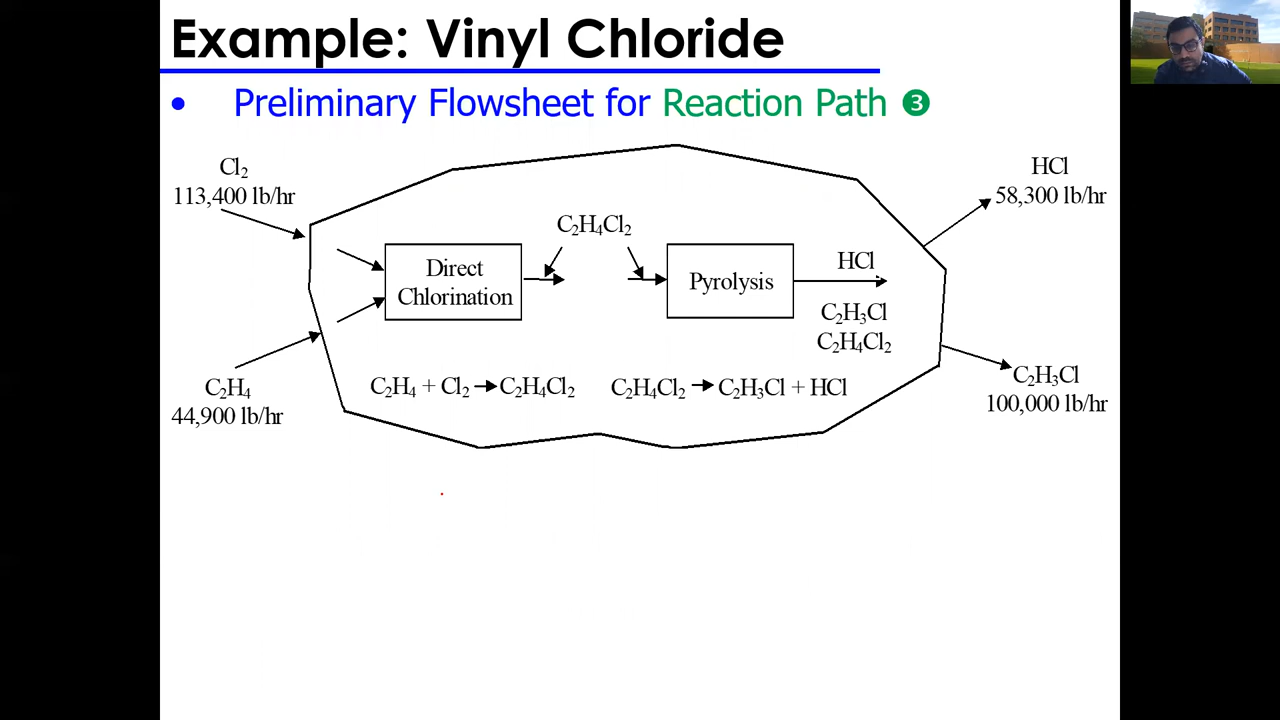 Example: Vinyl Chloride
• Preliminary Flowsheet for Reaction Path ❸
Cl₂
113,400 lb/hr
HCl
58,300 lb/hr
C₂H₄Cl₂
Direct
Chlorination
Pyrolysis
HCl
C₂H₃Cl
C₂H₄Cl₂
C₂H₄
44,900 lb/hr
C₂H₄ + Cl₂ → C₂H₄Cl₂
C₂H₄Cl₂ → C₂H₃Cl + HCl
C₂H₃Cl
100,000 lb/hr